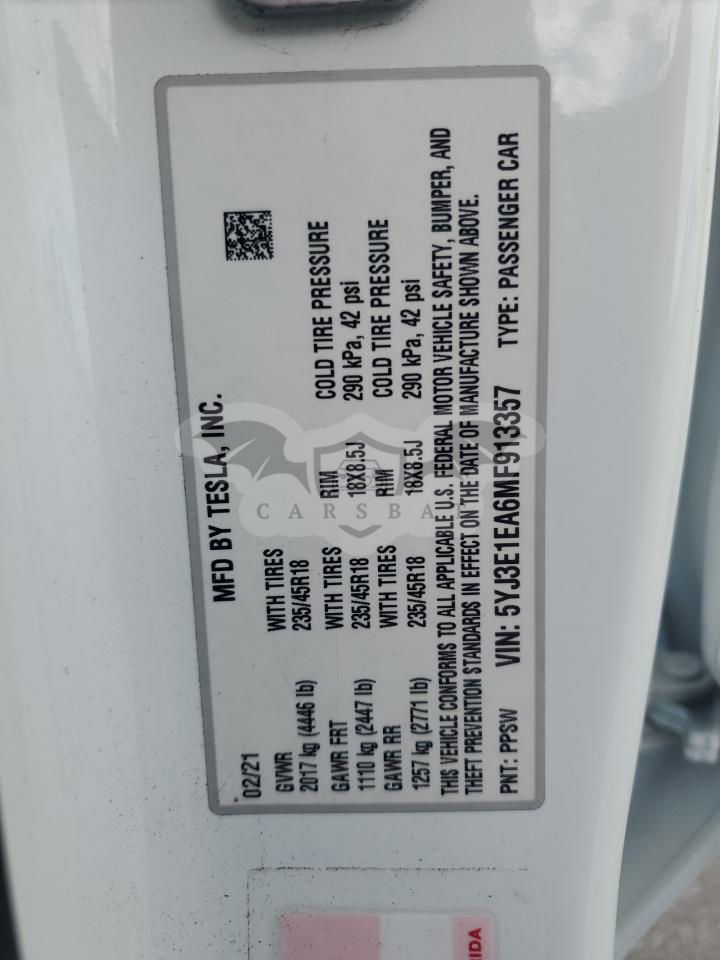 MFD BY TESLA, INC.
02/21
GVWR WITH TIRES
2017 kg (4446 lb) 235/45R18
GAWR FRT WITH TIRES RIM COLD TIRE PRESSURE
1110 kg (2447 lb) 235/45R18 18X8.5J 290 kPa, 42 psi
GAWR RR WITH TIRES RIM COLD TIRE PRESSURE
1257 kg (2771 lb) 235/45R18 18X8.5J 290 kPa, 42 psi
THIS VEHICLE CONFORMS TO ALL APPLICABLE U.S. FEDERAL MOTOR VEHICLE SAFETY, BUMPER, AND
THEFT PREVENTION STANDARDS IN EFFECT ON THE DATE OF MANUFACTURE SHOWN ABOVE.
PNT: PPSW VIN: 5YJ3E1EA6MF913357 TYPE: PASSENGER CAR
CARSBAT